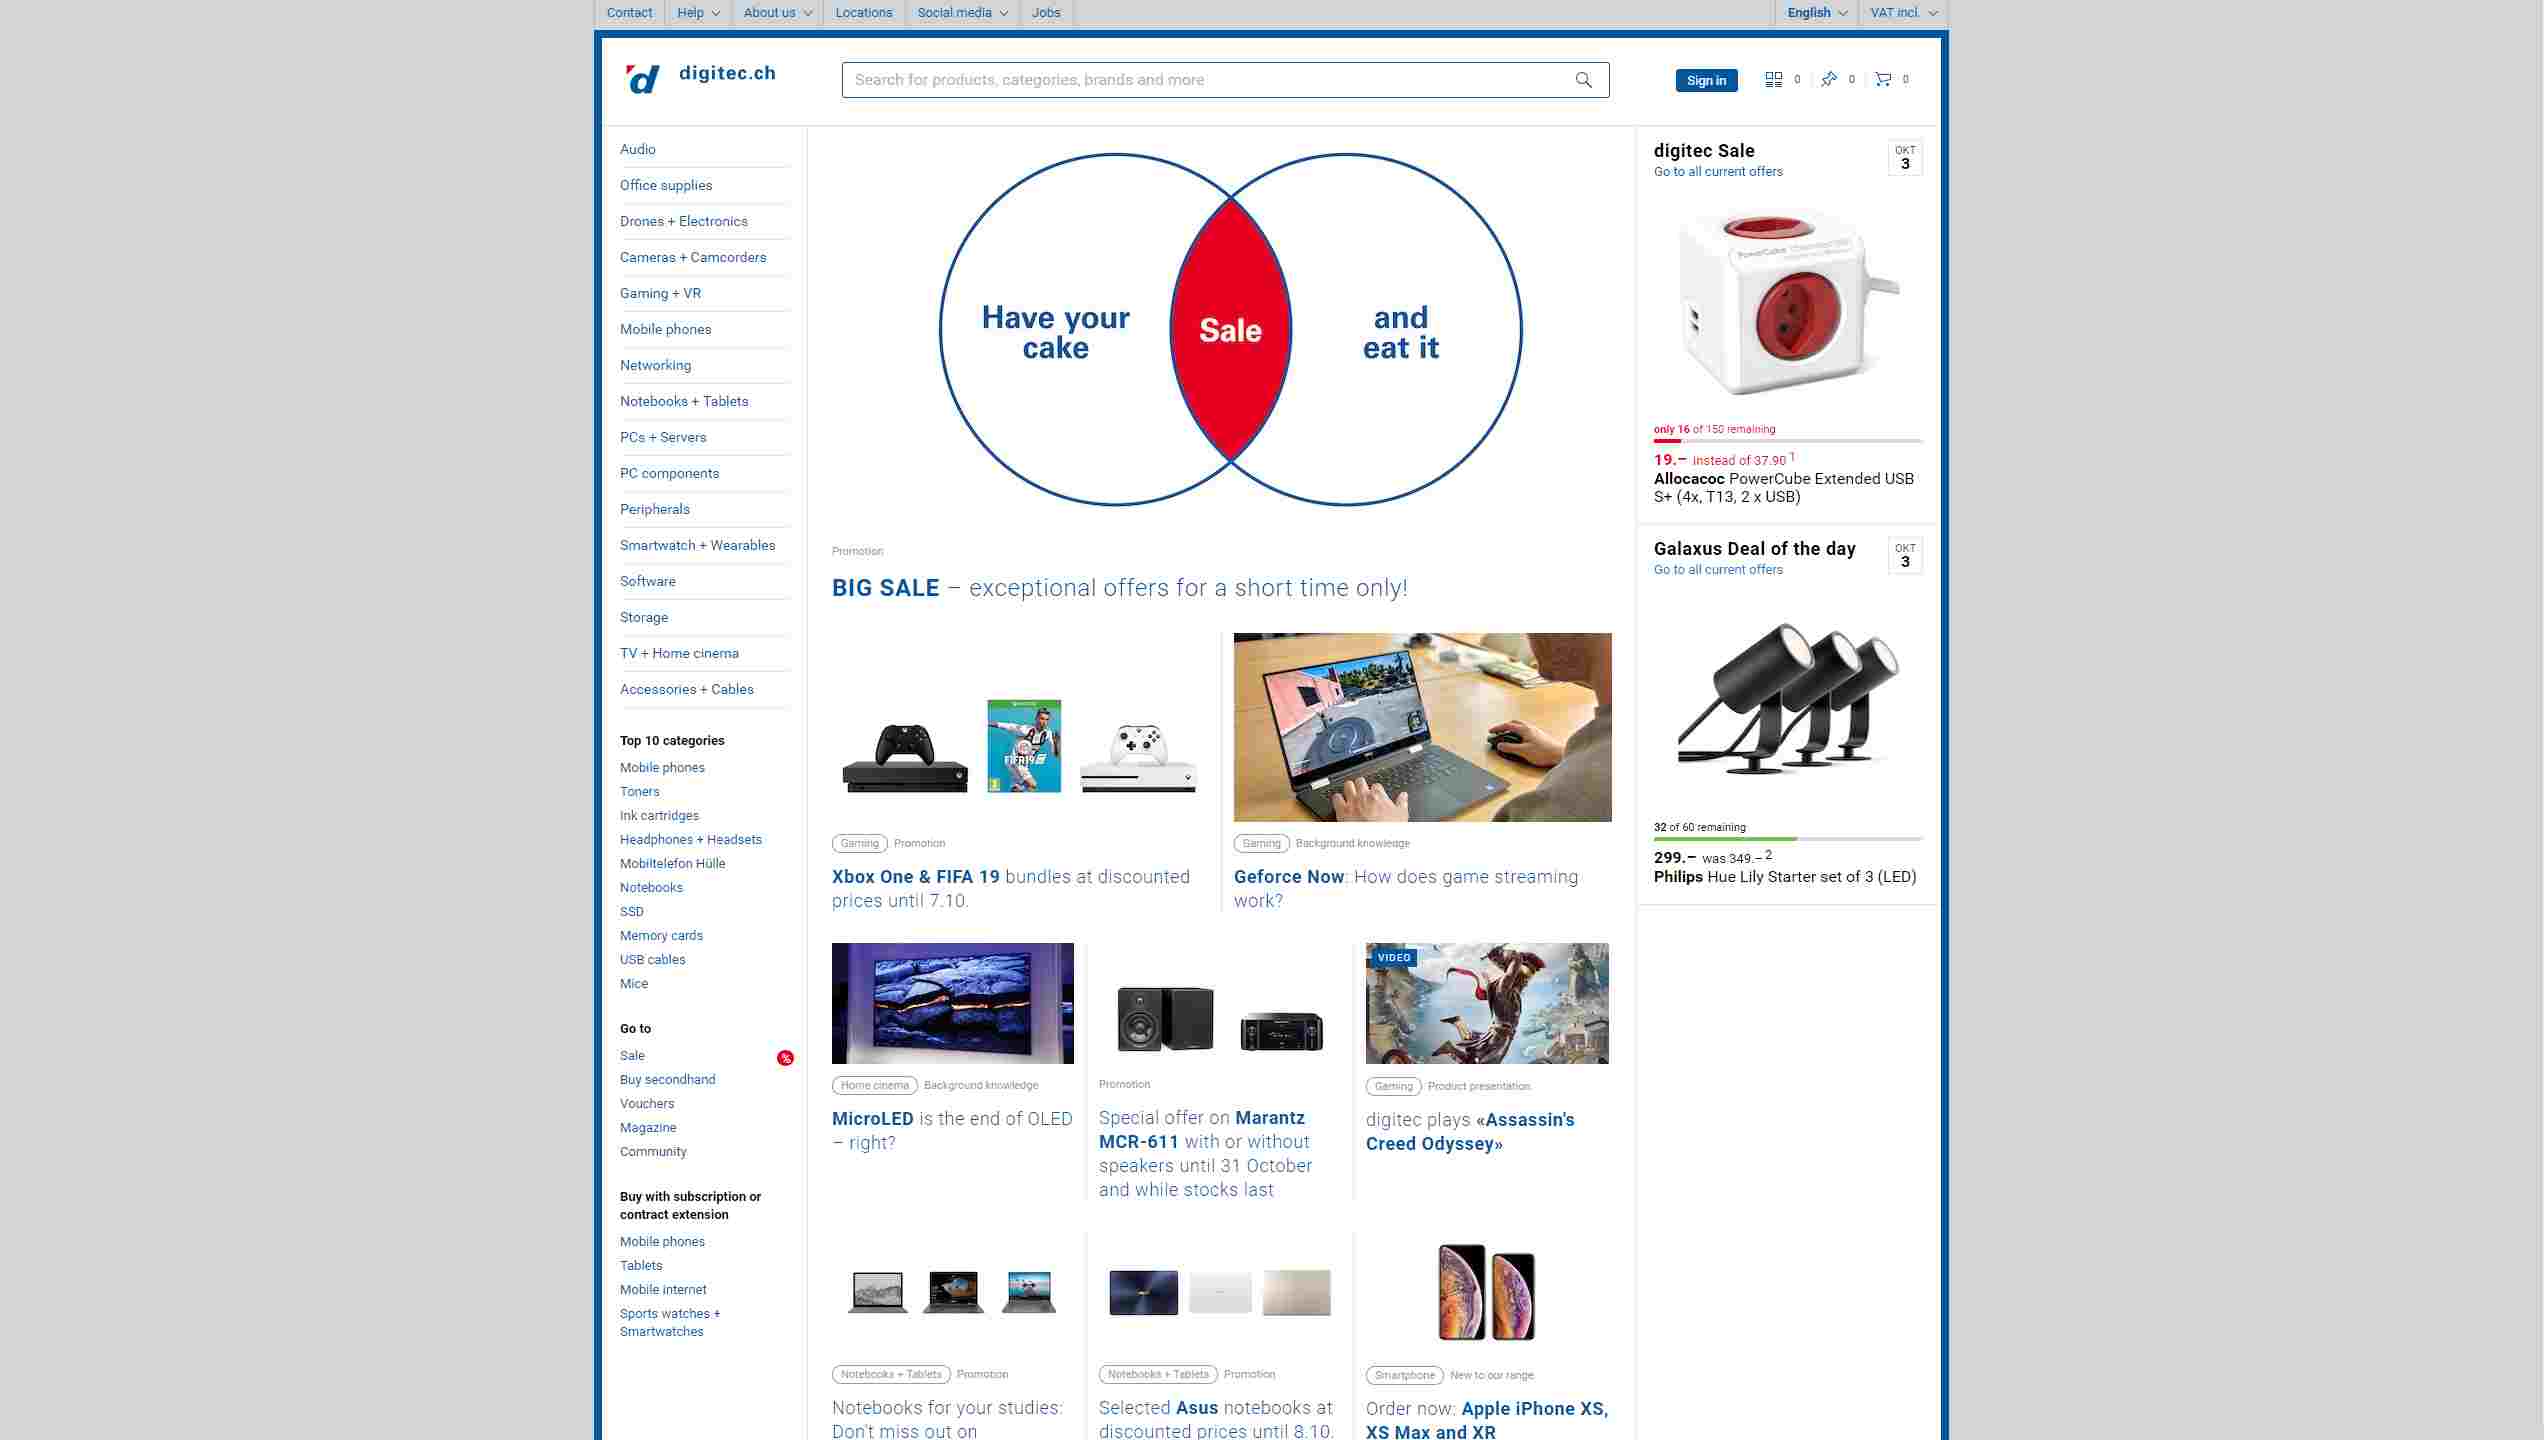 Contact
Help
About us
Locations
Social media
Jobs
English
VAT incl.
digitec.ch
Search for products, categories, brands and more
Sign in
0
0
0
Audio
Office supplies
Drones + Electronics
Cameras + Camcorders
Gaming + VR
Mobile phones
Networking
Notebooks + Tablets
PCs + Servers
PC components
Peripherals
Smartwatch + Wearables
Software
Storage
TV + Home cinema
Accessories + Cables
Top 10 categories
Mobile phones
Toners
Ink cartridges
Headphones + Headsets
Mobiltelefon Hülle
Notebooks
SSD
Memory cards
USB cables
Mice
Go to
Sale
%
Buy secondhand
Vouchers
Magazine
Community
Buy with subscription or
contract extension
Mobile phones
Tablets
Mobile internet
Sports watches +
Smartwatches
Have your
cake
Sale
and
eat it
Promotion
BIG SALE – exceptional offers for a short time only!
FIFA 19
Gaming Promotion
Xbox One & FIFA 19 bundles at discounted
prices until 7.10.
Gaming Background knowledge
Geforce Now: How does game streaming
work?
Home cinema Background knowledge
MicroLED is the end of OLED
– right?
Promotion
Special offer on Marantz
MCR-611 with or without
speakers until 31 October
and while stocks last
VIDEO
Gaming Product presentation
digitec plays «Assassin's
Creed Odyssey»
Notebooks + Tablets Promotion
Notebooks for your studies:
Don't miss out on
Notebooks + Tablets Promotion
Selected Asus notebooks at
discounted prices until 8.10.
Smartphone New to our range
Order now: Apple iPhone XS,
XS Max and XR
digitec Sale
Go to all current offers
OKT
3
PowerCube
only 16 of 150 remaining
19.– instead of 37.90 1
Allocacoc PowerCube Extended USB
S+ (4x, T13, 2 x USB)
Galaxus Deal of the day
Go to all current offers
OKT
3
32 of 60 remaining
299.– was 349.– 2
Philips Hue Lily Starter set of 3 (LED)